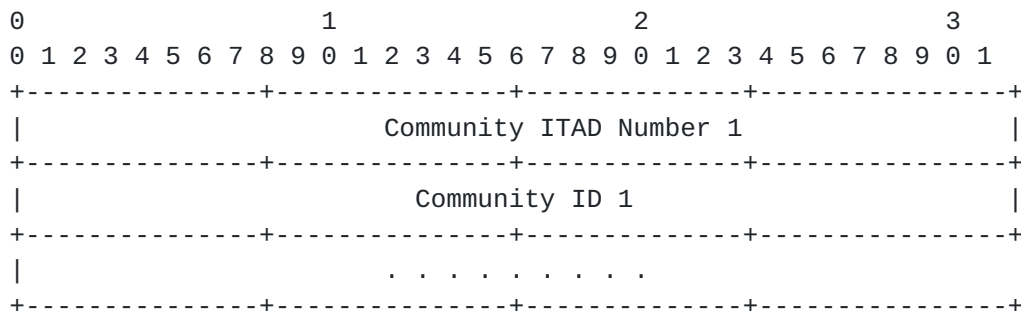 0                   1                   2                   3
0 1 2 3 4 5 6 7 8 9 0 1 2 3 4 5 6 7 8 9 0 1 2 3 4 5 6 7 8 9 0 1
+---------------+---------------+--------------+----------------+
|                       Community ITAD Number 1                 |
+---------------+---------------+--------------+----------------+
|                         Community ID 1                        |
+---------------+---------------+--------------+----------------+
|                       . . . . . . . . .
+---------------+---------------+--------------+----------------+